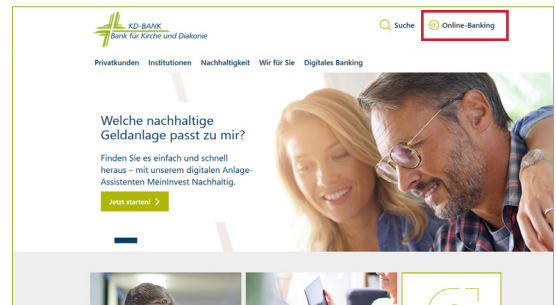 KD-BANK
Bank für Kirche und Diakonie
Suche
Online-Banking
Privatkunden Institutionen Nachhaltigkeit Wir für Sie Digitales Banking
Welche nachhaltige
Geldanlage passt zu mir?
Finden Sie es einfach und schnell
heraus – mit unserem digitalen Anlage-
Assistenten MeinInvest Nachhaltig.
Jetzt starten!